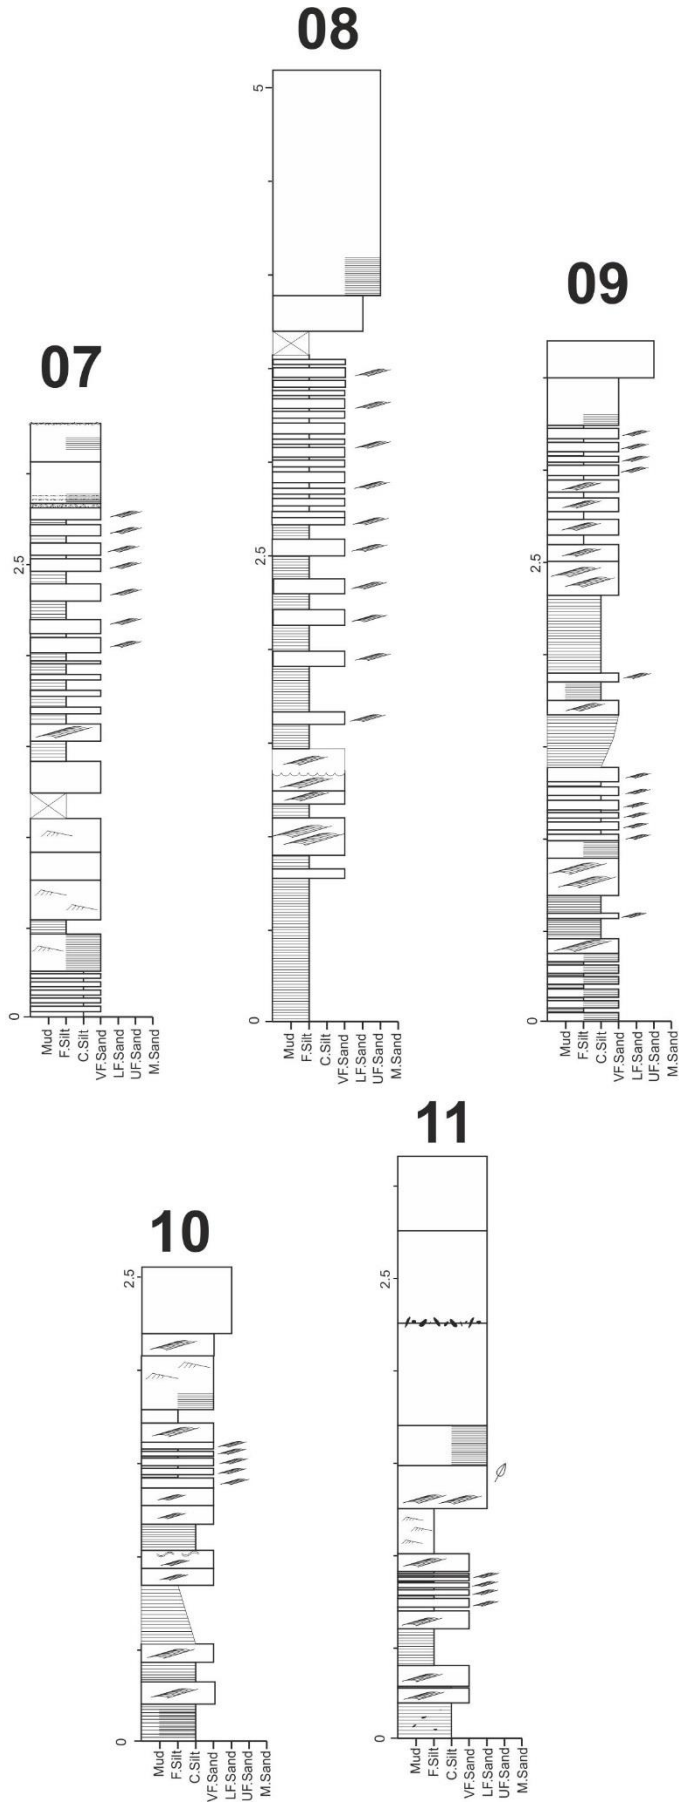 08
5
2.5
0
Mud
F.Silt
C.Silt
VF.Sand
LF.Sand
UF.Sand
M.Sand
09
2.5
0
Mud
F.Silt
C.Silt
VF.Sand
LF.Sand
UF.Sand
M.Sand
07
2.5
0
Mud
F.Silt
C.Silt
VF.Sand
LF.Sand
UF.Sand
M.Sand
11
2.5
0
Mud
F.Silt
C.Silt
VF.Sand
LF.Sand
UF.Sand
M.Sand
10
2.5
0
Mud
F.Silt
C.Silt
VF.Sand
LF.Sand
UF.Sand
M.Sand